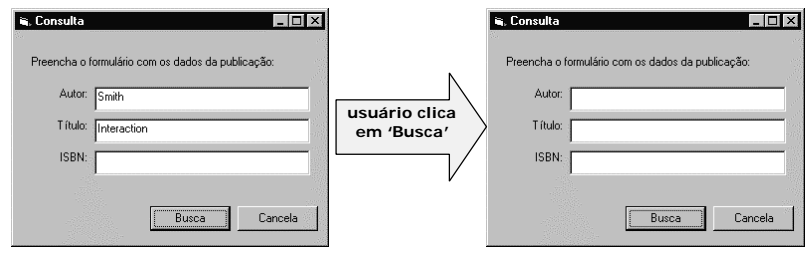 Consulta
Preencha o formulário com os dados da publicação:
Autor: Smith
Título: Interaction
ISBN:
Busca Cancela
usuário clica
em ‘Busca’
Consulta
Preencha o formulário com os dados da publicação:
Autor:
Título:
ISBN:
Busca Cancela